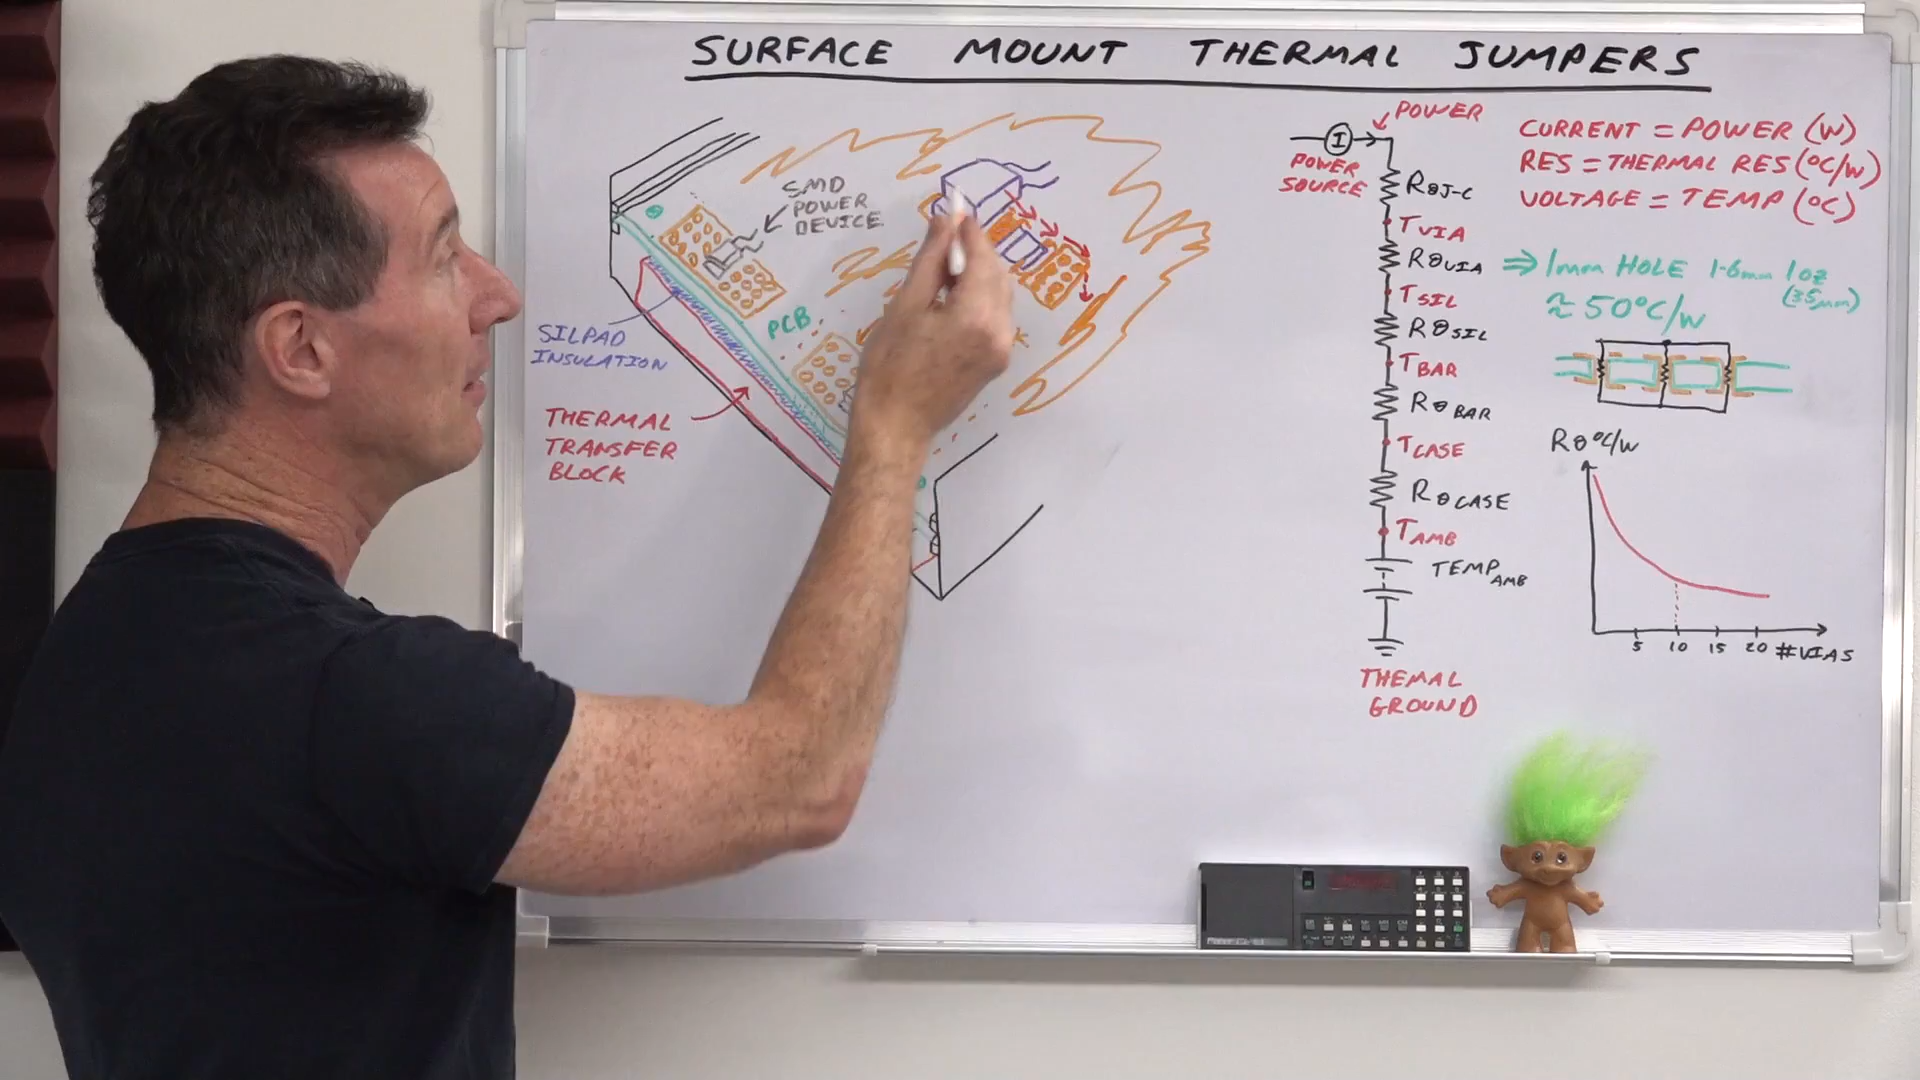 SURFACE MOUNT THERMAL JUMPERS
SMD
POWER
DEVICE
PCB
SILPAD
INSULATION
THERMAL
TRANSFER
BLOCK
POWER
I
POWER
SOURCE
RθJ-C
TVIA
RθVIA
TSIL
RθSIL
TBAR
RθBAR
TCASE
RθCASE
TAMB
TEMPAMB
THEMAL
GROUND
CURRENT = POWER (W)
RES = THERMAL RES (°C/W)
VOLTAGE = TEMP (°C)
⇒ 1mm HOLE 1.6mm 1oz
≈ 50°C/W
Rθ°C/W
5 10 15 20 #VIAS